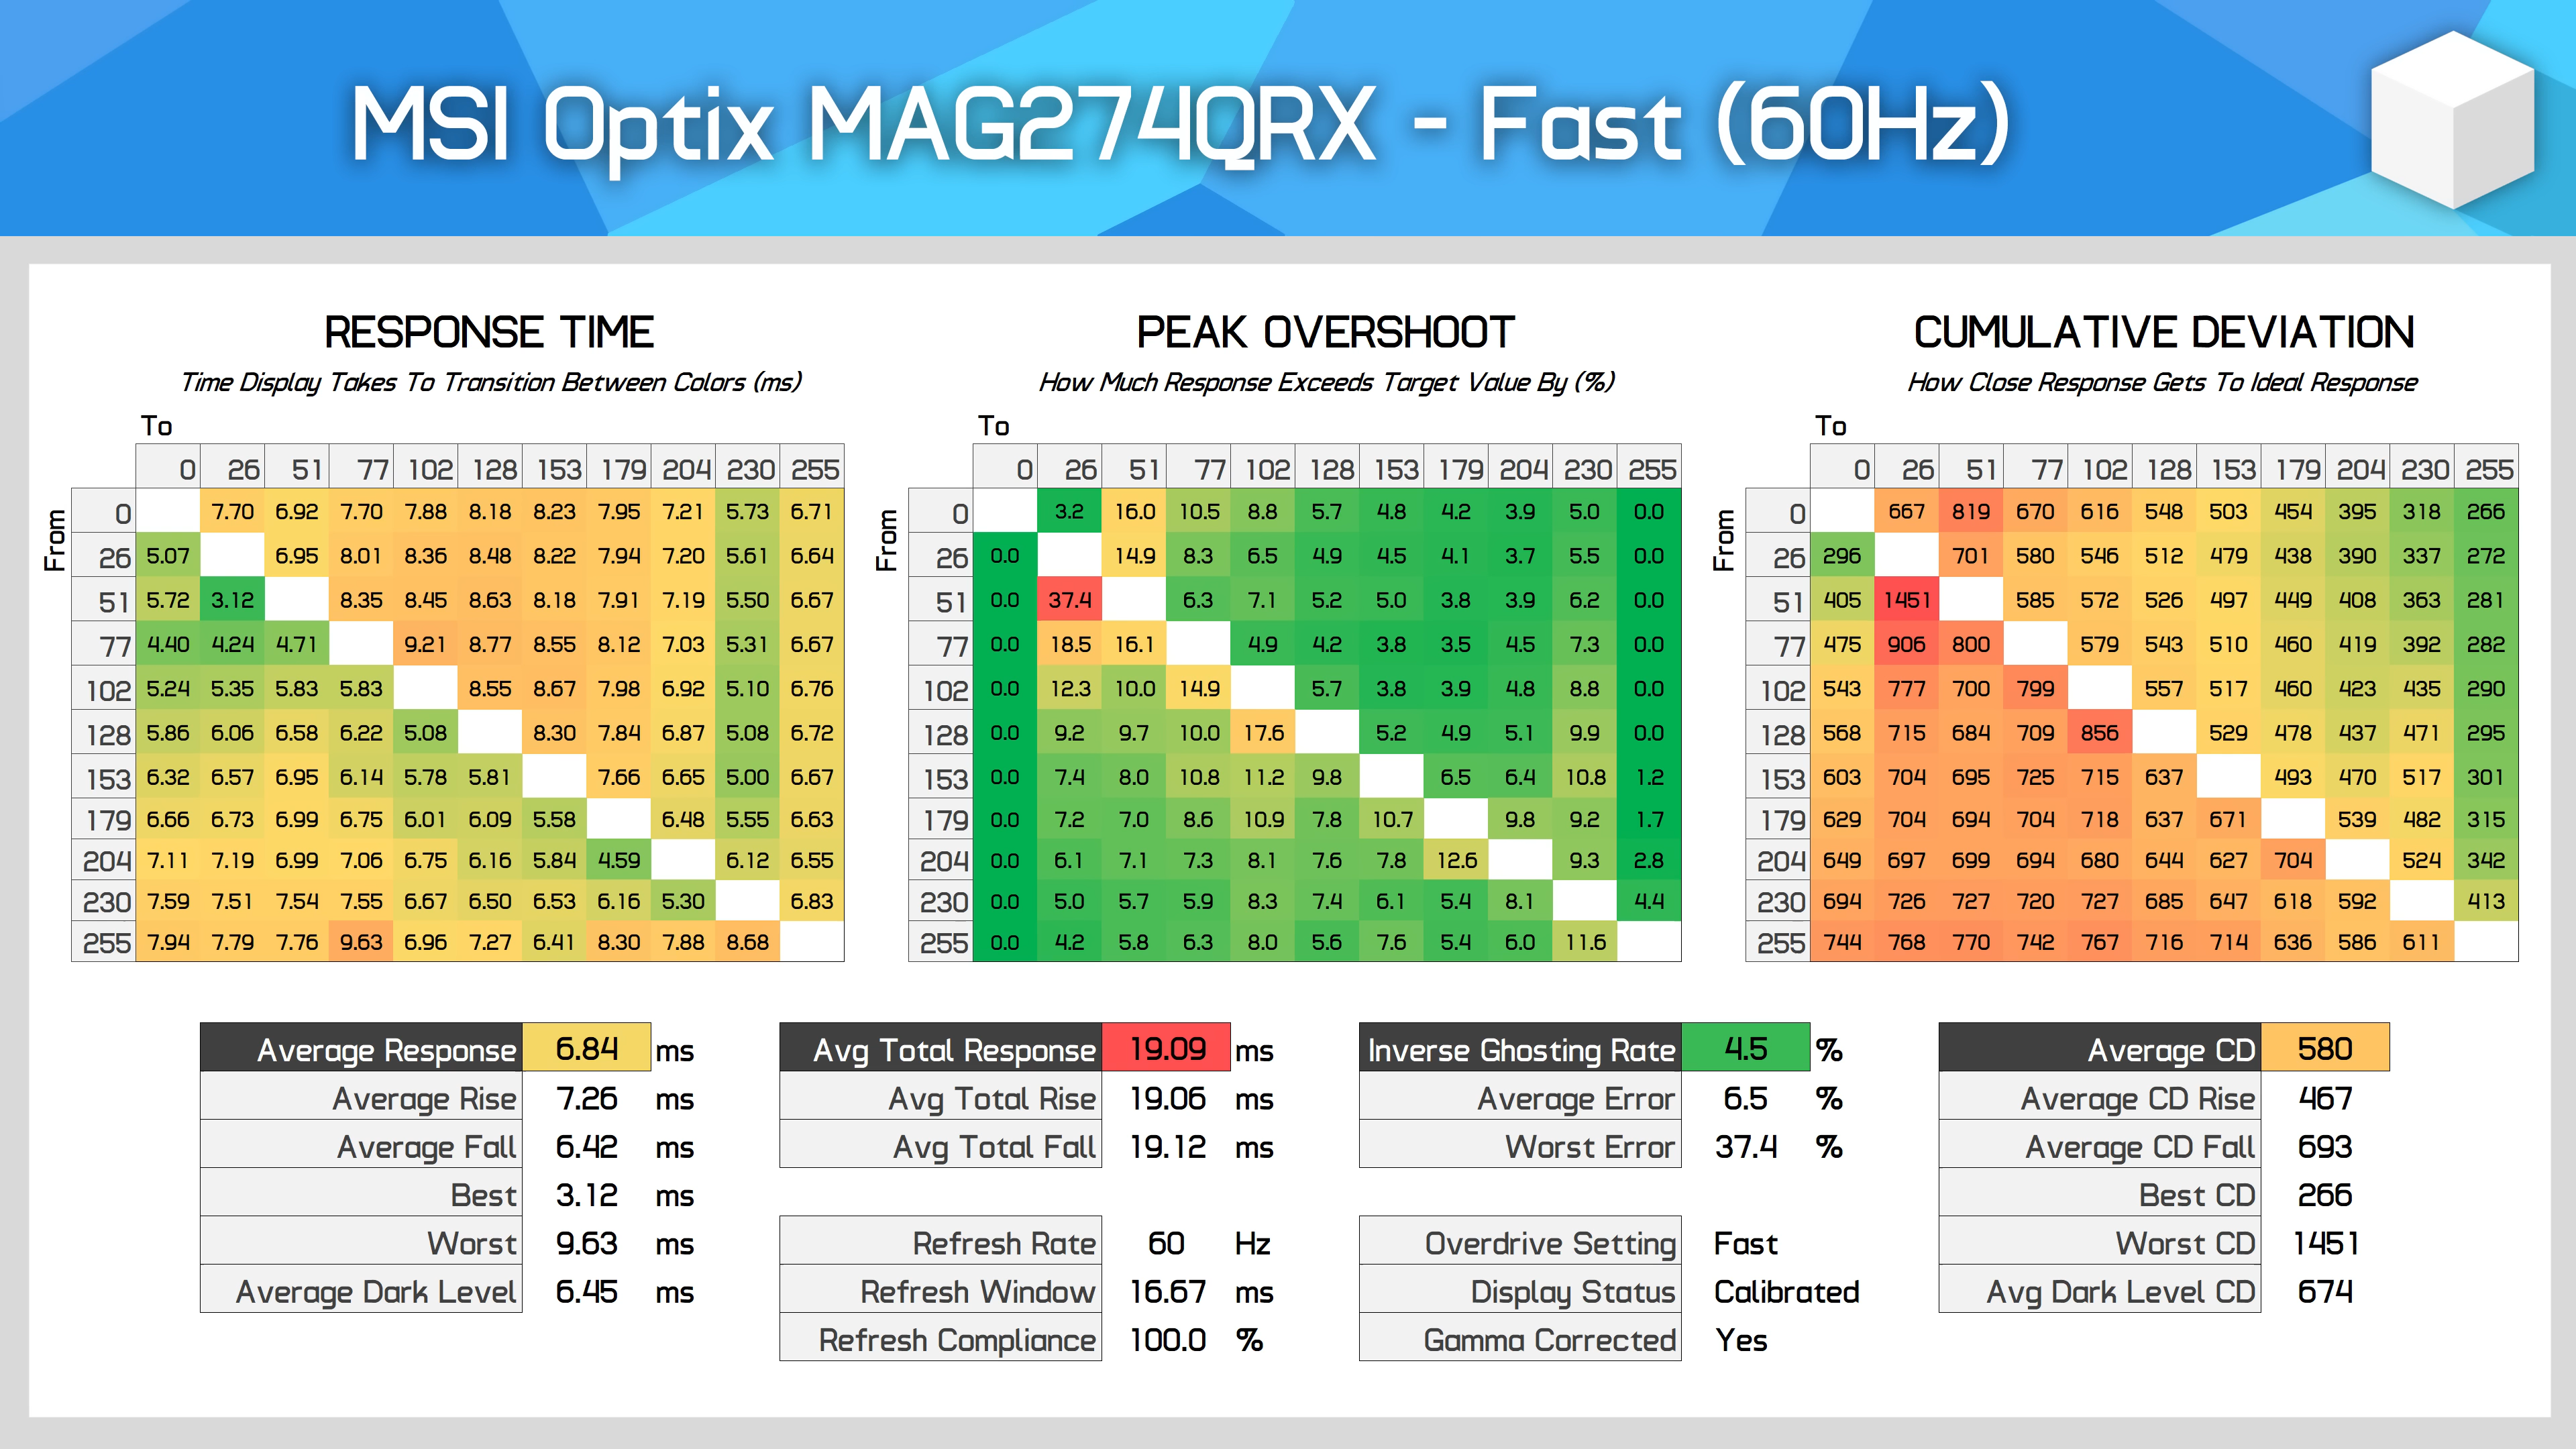 MSI Optix MAG274QRX - Fast (60Hz)
RESPONSE TIME
Time Display Takes To Transition Between Colors (ms)
To
From
0 26 51 77 102 128 153 179 204 230 255
0 7.70 6.92 7.70 7.88 8.18 8.23 7.95 7.21 5.73 6.71
26 5.07 6.95 8.01 8.36 8.48 8.22 7.94 7.20 5.61 6.64
51 5.72 3.12 8.35 8.45 8.63 8.18 7.91 7.19 5.50 6.67
77 4.40 4.24 4.71 9.21 8.77 8.55 8.12 7.03 5.31 6.67
102 5.24 5.35 5.83 5.83 8.55 8.67 7.98 6.92 5.10 6.76
128 5.86 6.06 6.58 6.22 5.08 8.30 7.84 6.87 5.08 6.72
153 6.32 6.57 6.95 6.14 5.78 5.81 7.66 6.65 5.00 6.67
179 6.66 6.73 6.99 6.75 6.01 6.09 5.58 6.48 5.55 6.63
204 7.11 7.19 6.99 7.06 6.75 6.16 5.84 4.59 6.12 6.55
230 7.59 7.51 7.54 7.55 6.67 6.50 6.53 6.16 5.30 6.83
255 7.94 7.79 7.76 9.63 6.96 7.27 6.41 8.30 7.88 8.68
PEAK OVERSHOOT
How Much Response Exceeds Target Value By (%)
To
From
0 26 51 77 102 128 153 179 204 230 255
0 3.2 16.0 10.5 8.8 5.7 4.8 4.2 3.9 5.0 0.0
26 0.0 14.9 8.3 6.5 4.9 4.5 4.1 3.7 5.5 0.0
51 0.0 37.4 6.3 7.1 5.2 5.0 3.8 3.9 6.2 0.0
77 0.0 18.5 16.1 4.9 4.2 3.8 3.5 4.5 7.3 0.0
102 0.0 12.3 10.0 14.9 5.7 3.8 3.9 4.8 8.8 0.0
128 0.0 9.2 9.7 10.0 17.6 5.2 4.9 5.1 9.9 0.0
153 0.0 7.4 8.0 10.8 11.2 9.8 6.5 6.4 10.8 1.2
179 0.0 7.2 7.0 8.6 10.9 7.8 10.7 9.8 9.2 1.7
204 0.0 6.1 7.1 7.3 8.1 7.6 7.8 12.6 9.3 2.8
230 0.0 5.0 5.7 5.9 8.3 7.4 6.1 5.4 8.1 4.4
255 0.0 4.2 5.8 6.3 8.0 5.6 7.6 5.4 6.0 11.6
CUMULATIVE DEVIATION
How Close Response Gets To Ideal Response
To
From
0 26 51 77 102 128 153 179 204 230 255
0 667 819 670 616 548 503 454 395 318 266
26 296 701 580 546 512 479 438 390 337 272
51 405 1451 585 572 526 497 449 408 363 281
77 475 906 800 579 543 510 460 419 392 282
102 543 777 700 799 557 517 460 423 435 290
128 568 715 684 709 856 529 478 437 471 295
153 603 704 695 725 715 637 493 470 517 301
179 629 704 694 704 718 637 671 539 482 315
204 649 697 699 694 680 644 627 704 524 342
230 694 726 727 720 727 685 647 618 592 413
255 744 768 770 742 767 716 714 636 586 611
Average Response 6.84 ms
Average Rise 7.26 ms
Average Fall 6.42 ms
Best 3.12 ms
Worst 9.63 ms
Average Dark Level 6.45 ms
Avg Total Response 19.09 ms
Avg Total Rise 19.06 ms
Avg Total Fall 19.12 ms
Refresh Rate 60 Hz
Refresh Window 16.67 ms
Refresh Compliance 100.0 %
Inverse Ghosting Rate 4.5 %
Average Error 6.5 %
Worst Error 37.4 %
Overdrive Setting Fast
Display Status Calibrated
Gamma Corrected Yes
Average CD 580
Average CD Rise 467
Average CD Fall 693
Best CD 266
Worst CD 1451
Avg Dark Level CD 674